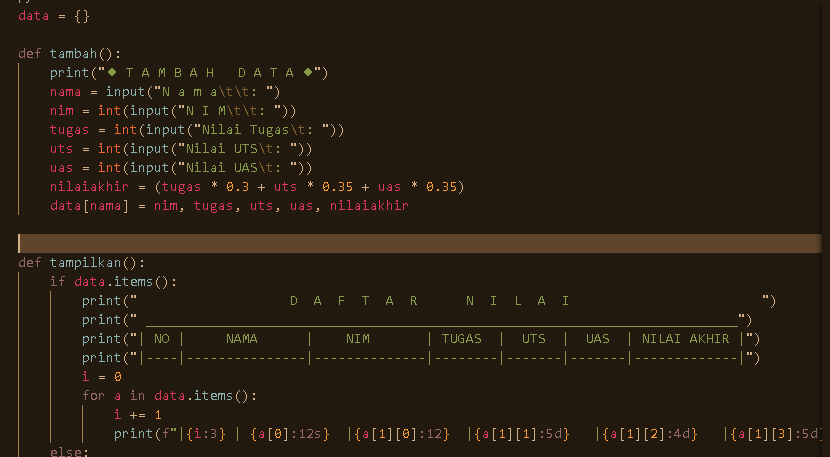 data = {}
def tambah():
    print("◆ T A M B A H   D A T A ◆")
    nama = input("N a m a\t\t: ")
    nim = int(input("N I M\t\t: "))
    tugas = int(input("Nilai Tugas\t: "))
    uts = int(input("Nilai UTS\t: "))
    uas = int(input("Nilai UAS\t: "))
    nilaiakhir = (tugas * 0.3 + uts * 0.35 + uas * 0.35)
    data[nama] = nim, tugas, uts, uas, nilaiakhir
def tampilkan():
    if data.items():
        print("                   D  A  F  T  A  R      N  I  L  A  I                        ")
        print(" __________________________________________________________________________")
        print("| NO |     NAMA      |    NIM       | TUGAS  |  UTS  |  UAS  | NILAI AKHIR |")
        print("|----|---------------|--------------|--------|-------|-------|-------------|")
        i = 0
        for a in data.items():
            i += 1
            print(f"|{i:3} | {a[0]:12s}  |{a[1][0]:12}  |{a[1][1]:5d}   |{a[1][2]:4d}   |{a[1][3]:5d}
    else: